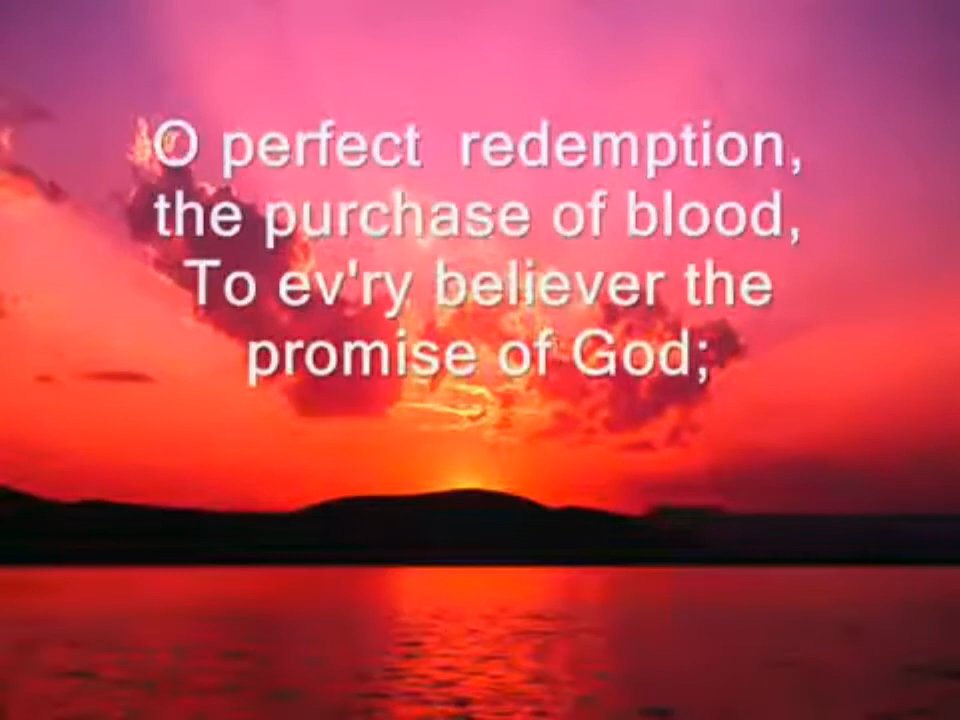 O perfect redemption,
the purchase of blood,
To ev'ry believer the
promise of God;